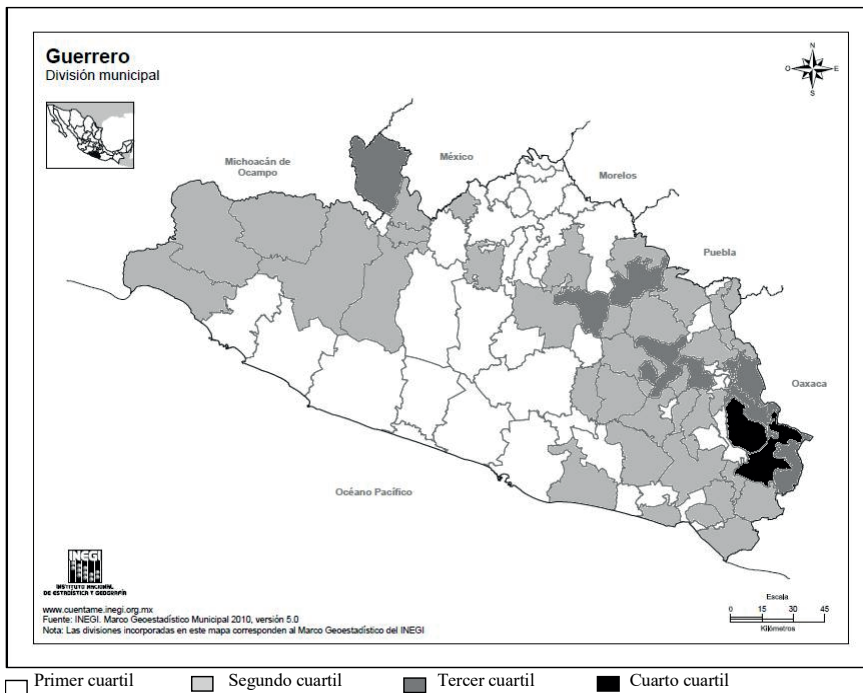 Guerrero
División municipal
N
O
E
S
Michoacán de
Ocampo
México
Morelos
Puebla
Oaxaca
Océano Pacífico
INEGI
INSTITUTO NACIONAL
DE ESTADÍSTICA Y GEOGRAFÍA
www.cuentame.inegi.org.mx
Fuente: INEGI. Marco Geoestadístico Municipal 2010, versión 5.0
Nota: Las divisiones incorporadas en este mapa corresponden al Marco Geoestadístico del INEGI
Escala
0 15 30 45
Kilómetros
Primer cuartil Segundo cuartil Tercer cuartil Cuarto cuartil